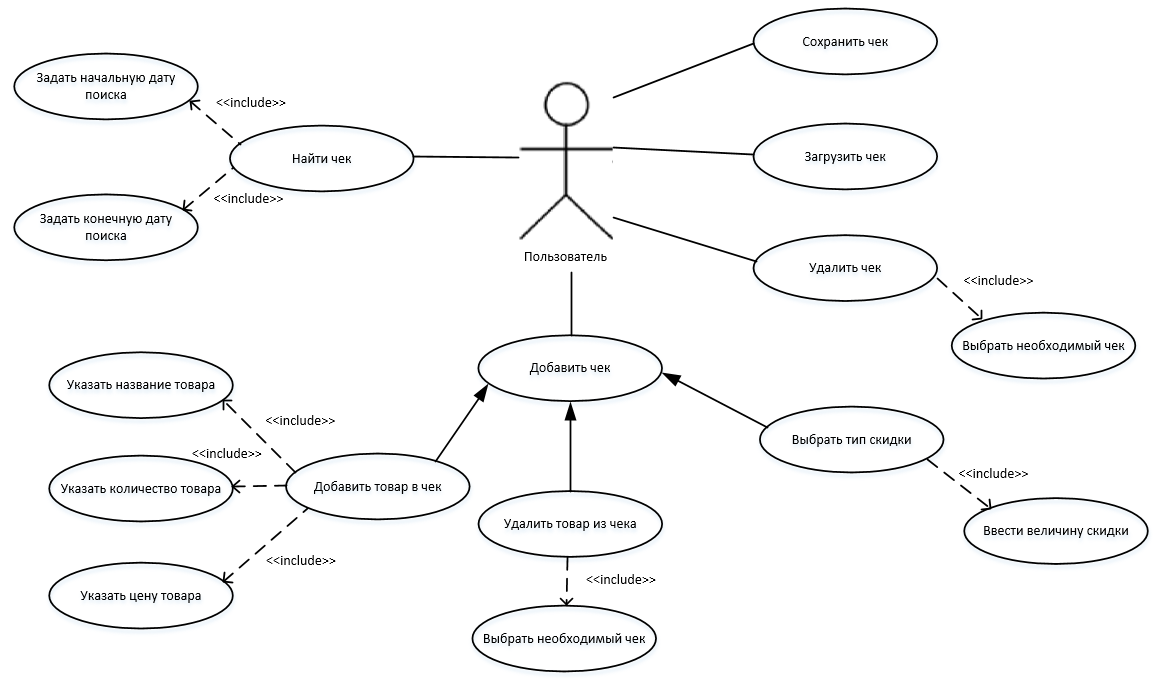 Сохранить чек
Задать начальную дату
поиска
<<include>>
Найти чек
Загрузить чек
<<include>>
Задать конечную дату
поиска
Пользователь
Удалить чек
<<include>>
Выбрать необходимый чек
Добавить чек
Указать название товара
<<include>>
Выбрать тип скидки
<<include>>
<<include>>
Указать количество товара
Добавить товар в чек
Удалить товар из чека
Ввести величину скидки
<<include>>
<<include>>
Указать цену товара
Выбрать необходимый чек